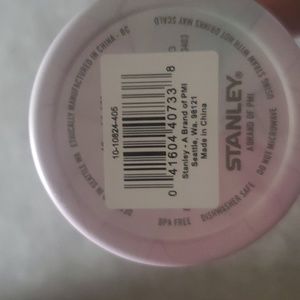 10-10824-405
0 41604 40733 8
Stanley - A Brand of PMI
Seattle, Wa. 98121
Made in China
STANLEY
A BRAND OF PMI
DO NOT MICROWAVE
DISHWASHER SAFE
BPA FREE
ETHICALLY MANUFACTURED IN CHINA
HOT DRINKS MAY SCALD